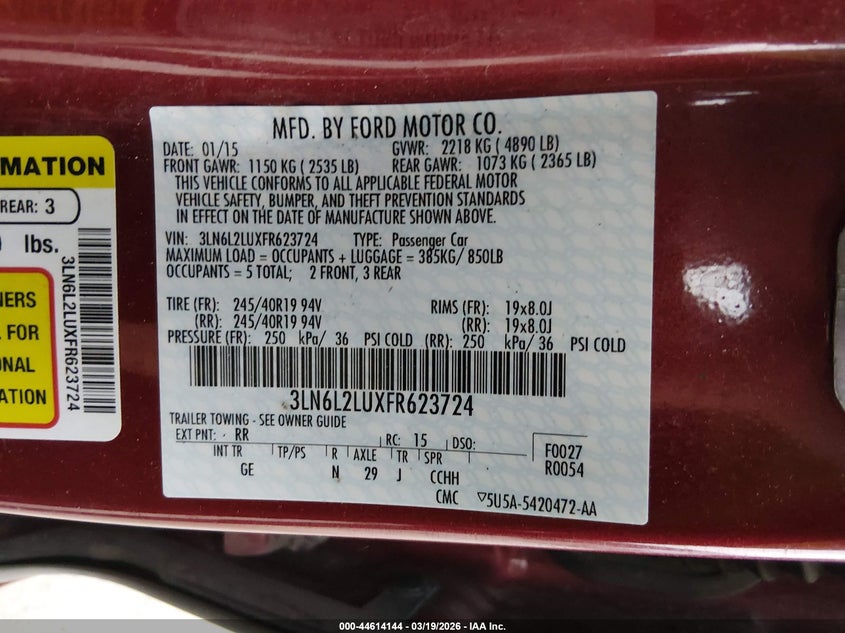 MFD. BY FORD MOTOR CO.
DATE: 01/15 GVWR: 2218 KG ( 4890 LB)
FRONT GAWR: 1150 KG ( 2535 LB) REAR GAWR: 1073 KG ( 2365 LB)
THIS VEHICLE CONFORMS TO ALL APPLICABLE FEDERAL MOTOR
VEHICLE SAFETY, BUMPER, AND THEFT PREVENTION STANDARDS
IN EFFECT ON THE DATE OF MANUFACTURE SHOWN ABOVE.
VIN: 3LN6L2LUXFR623724 TYPE: Passenger Car
MAXIMUM LOAD = OCCUPANTS + LUGGAGE = 385KG/ 850LB
OCCUPANTS = 5 TOTAL; 2 FRONT, 3 REAR
TIRE (FR): 245/40R19 94V RIMS (FR): 19x8.0J
(RR): 245/40R19 94V (RR): 19x8.0J
PRESSURE (FR): 250 kPa/ 36 PSI COLD (RR): 250 kPa/ 36 PSI COLD
3LN6L2LUXFR623724
TRAILER TOWING - SEE OWNER GUIDE
EXT PNT: RR RC: 15 DSO: F0027
INT TR TP/PS R AXLE TR SPR R0054
GE N 29 J CCHH
CMC ▽5U5A-5420472-AA
MATION
REAR: 3
lbs.
3LN6L2LUXFR623724
NERS
L FOR
ONAL
ATION
000-44614144 - 03/19/2026 - IAA Inc.